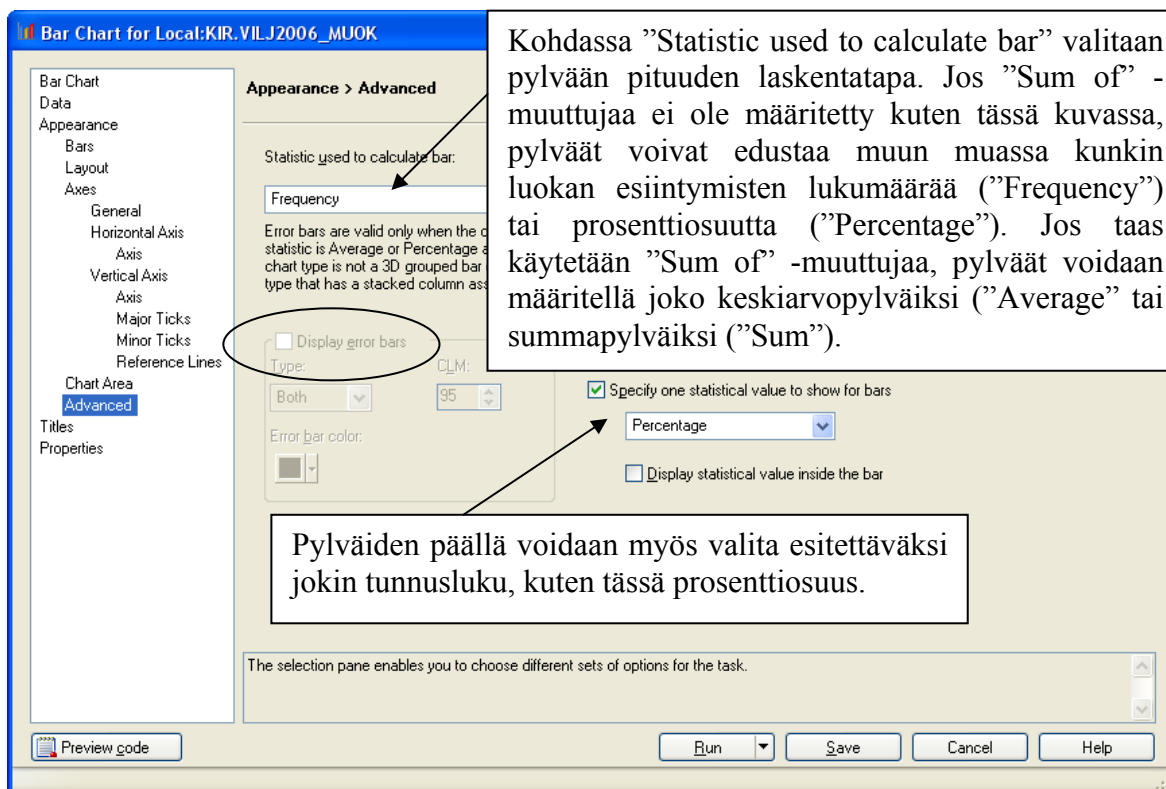 Bar Chart for Local:KIR.VILJ2006_MUOK
Bar Chart
Data
Appearance
Bars
Layout
Axes
General
Horizontal Axis
Axis
Vertical Axis
Axis
Major Ticks
Minor Ticks
Reference Lines
Chart Area
Advanced
Titles
Properties
Appearance > Advanced
Statistic used to calculate bar:
Frequency
Error bars are valid only when the
statistic is Average or Percentage
chart type is not a 3D grouped bar
type that has a stacked column
Display error bars
Type:
CLM:
Both
95
Error bar color:
Kohdassa ”Statistic used to calculate bar” valitaan
pylvään pituuden laskentatapa. Jos ”Sum of” -
muuttujaa ei ole määritetty kuten tässä kuvassa,
pylväät voivat edustaa muun muassa kunkin
luokan esiintymisten lukumäärää (”Frequency”)
tai prosenttiosuutta (”Percentage”). Jos taas
käytetään ”Sum of” -muuttujaa, pylväät voidaan
määritellä joko keskiarvopylväiksi (”Average” tai
summapylväiksi (”Sum”).
Specify one statistical value to show for bars
Percentage
Display statistical value inside the bar
Pylväiden päällä voidaan myös valita esitettäväksi
jokin tunnusluku, kuten tässä prosenttiosuus.
The selection pane enables you to choose different sets of options for the task.
Preview code
Run
Save
Cancel
Help